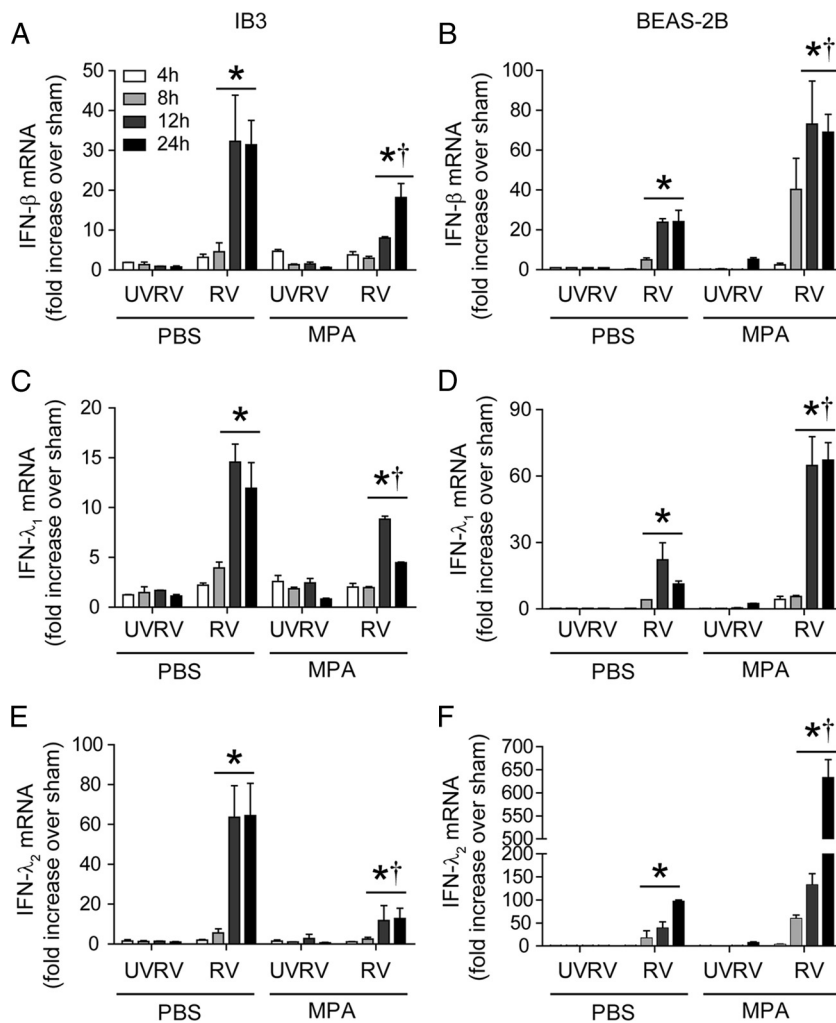 IB3
BEAS-2B
A
IFN-β mRNA
(fold increase over sham)
50
40
30
20
10
0
4h
8h
12h
24h
*
*†
UVRV RV UVRV RV
PBS MPA
B
IFN-β mRNA
(fold increase over sham)
100
80
60
40
20
0
*
*†
UVRV RV UVRV RV
PBS MPA
C
IFN-λ₁ mRNA
(fold increase over sham)
20
15
10
5
0
*
*†
UVRV RV UVRV RV
PBS MPA
D
IFN-λ₁ mRNA
(fold increase over sham)
90
60
30
0
*
*†
UVRV RV UVRV RV
PBS MPA
E
IFN-λ₂ mRNA
(fold increase over sham)
100
80
60
40
20
0
*
*†
UVRV RV UVRV RV
PBS MPA
F
IFN-λ₂ mRNA
(fold increase over sham)
700
650
600
550
500
200
150
100
50
0
*
*†
UVRV RV UVRV RV
PBS MPA